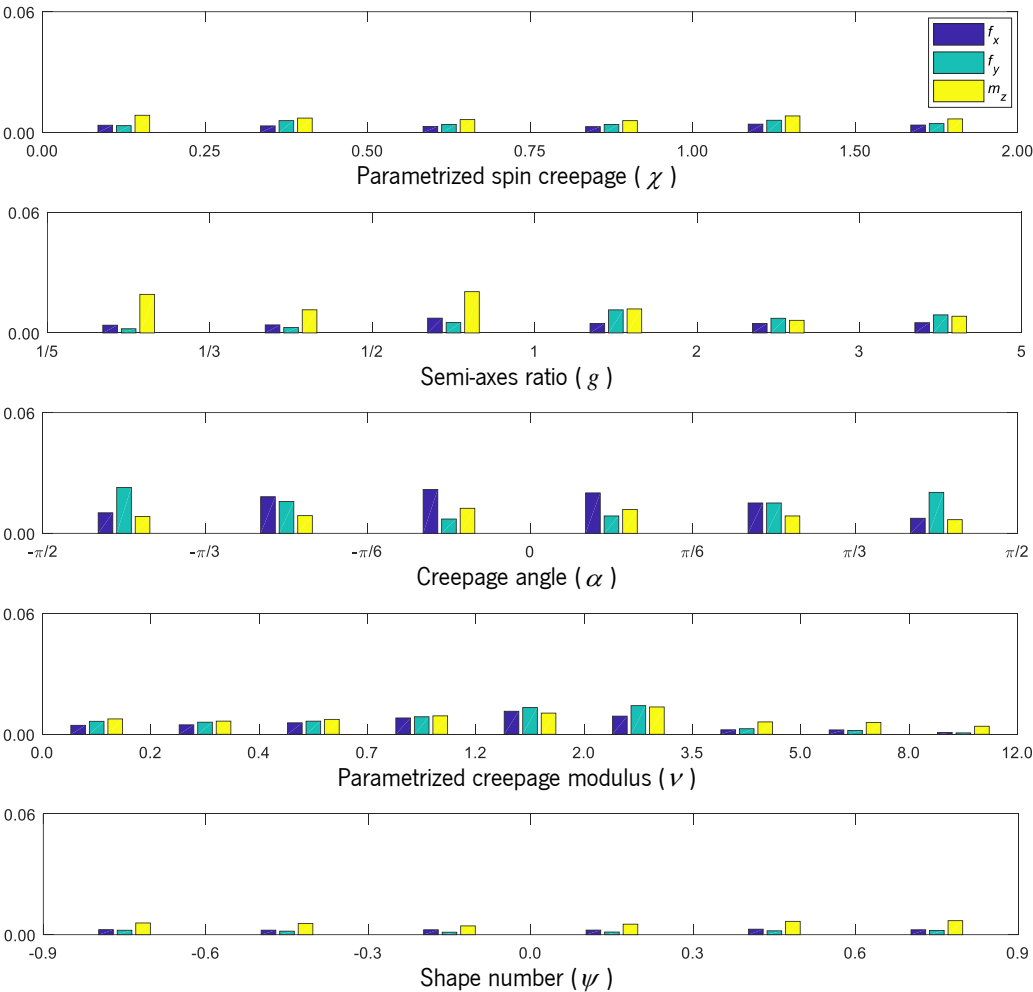 0.06
f_x
f_y
m_z
0.00
0.00 0.25 0.50 0.75 1.00 1.50 2.00
Parametrized spin creepage ( χ )
0.06
0.00
1/5 1/3 1/2 1 2 3 5
Semi-axes ratio ( g )
0.06
0.00
-π/2 -π/3 -π/6 0 π/6 π/3 π/2
Creepage angle ( α )
0.06
0.00
0.0 0.2 0.4 0.7 1.2 2.0 3.5 5.0 8.0 12.0
Parametrized creepage modulus ( ν )
0.06
0.00
-0.9 -0.6 -0.3 0.0 0.3 0.6 0.9
Shape number ( ψ )